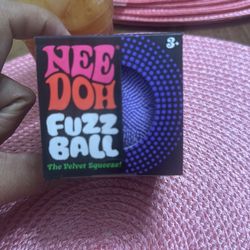 NEE
DOH
FUZZ
BALL
The Velvet Squeeze!
3+